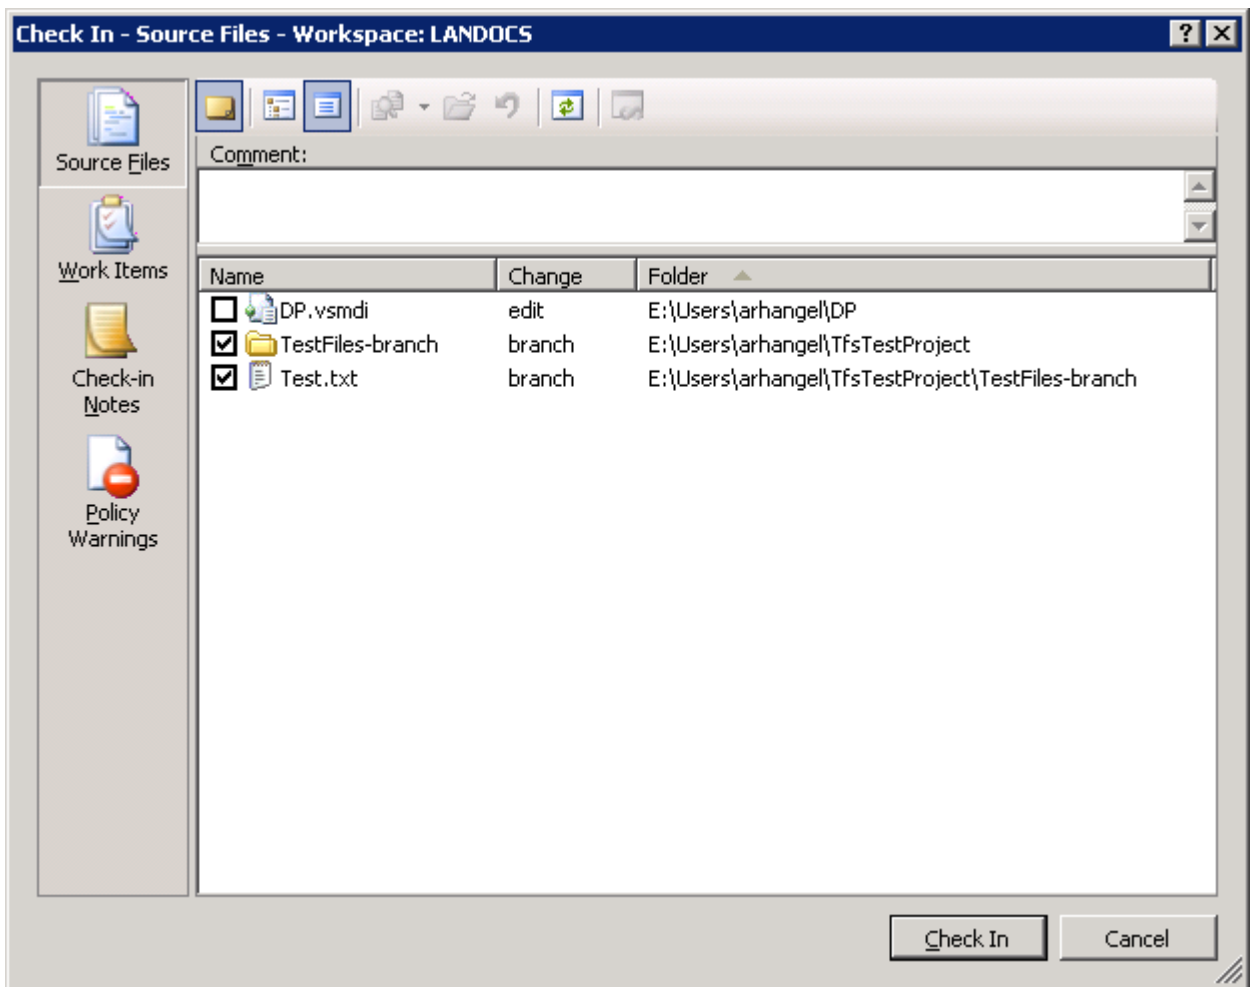 Check In - Source Files - Workspace: LANDOCS
Source Files
Work Items
Check-in
Notes
Policy
Warnings
Comment:
Name Change Folder
DP.vsmdi edit E:\Users\arhangel\DP
TestFiles-branch branch E:\Users\arhangel\TfsTestProject
Test.txt branch E:\Users\arhangel\TfsTestProject\TestFiles-branch
Check In Cancel